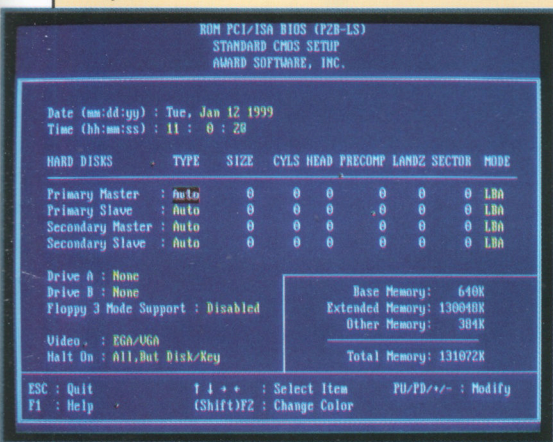 ROM PCI/ISA BIOS (P2B-LS)
STANDARD CMOS SETUP
AWARD SOFTWARE, INC.
Date (mm:dd:yy) : Tue, Jan 12 1999
Time (hh:mm:ss) : 11 : 0 : 20
HARD DISKS TYPE SIZE CYLS HEAD PRECOMP LANDZ SECTOR MODE
Primary Master : Auto 0 0 0 0 0 0 LBA
Primary Slave : Auto 0 0 0 0 0 0 LBA
Secondary Master : Auto 0 0 0 0 0 0 LBA
Secondary Slave : Auto 0 0 0 0 0 0 LBA
Drive A : None
Drive B : None
Floppy 3 Mode Support : Disabled
Video : EGA/VGA
Halt On : All,But Disk/Key
Base Memory: 640K
Extended Memory: 130048K
Other Memory: 384K
Total Memory: 131072K
ESC : Quit ↑ ↓ → ← : Select Item PU/PD/+/- : Modify
F1 : Help (Shift)F2 : Change Color